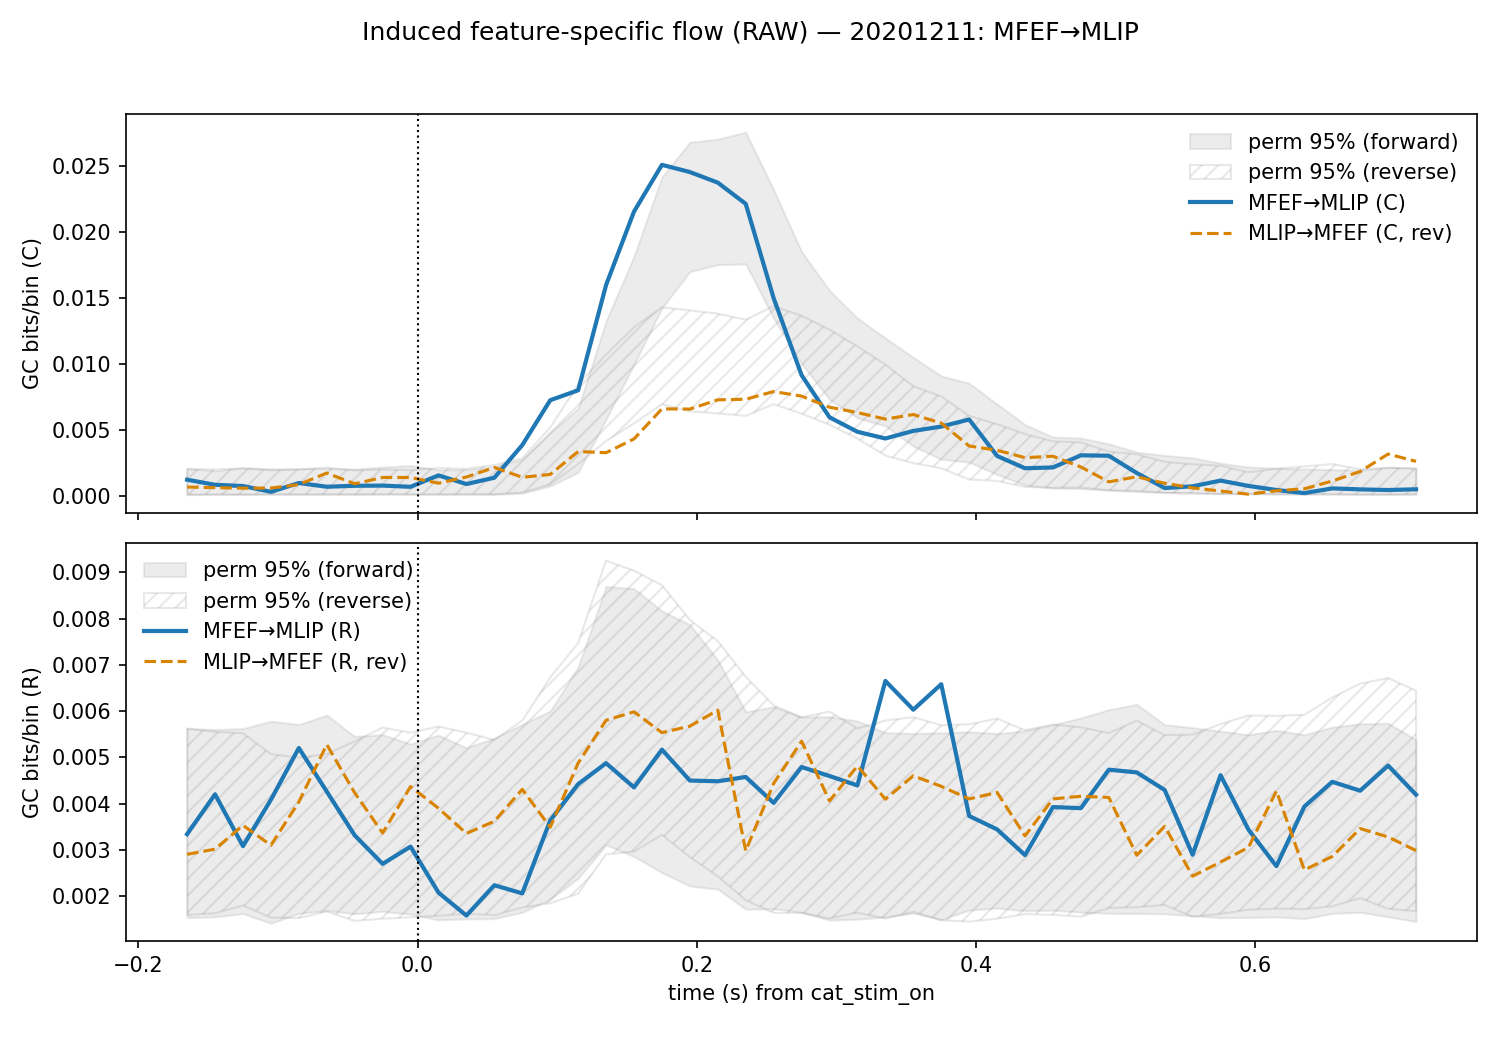 Induced feature-specific flow (RAW) — 20201211: MFEF→MLIP
GC bits/bin (C)
0.025
0.020
0.015
0.010
0.005
0.000
perm 95% (forward)
perm 95% (reverse)
MFEF→MLIP (C)
MLIP→MFEF (C, rev)
GC bits/bin (R)
0.009
0.008
0.007
0.006
0.005
0.004
0.003
0.002
perm 95% (forward)
perm 95% (reverse)
MFEF→MLIP (R)
MLIP→MFEF (R, rev)
−0.2
0.0
0.2
0.4
0.6
time (s) from cat_stim_on